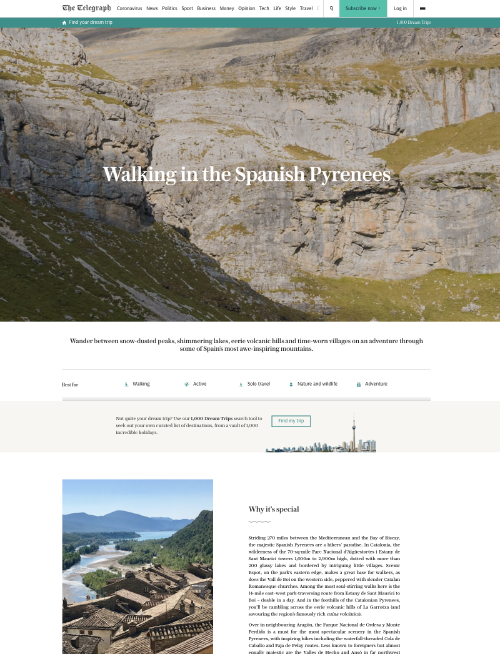 The Telegraph Coronavirus News Politics Sport Business Money Opinion Tech Life Style Travel Subscribe now Log in
Find your dream trip 1,000 Dream Trips
Walking in the Spanish Pyrenees
Wander between snow-dusted peaks, shimmering lakes, eerie volcanic hills and time-worn villages on an adventure through
some of Spain's most awe-inspiring mountains.
Best for: Walking Active Solo travel Nature and wildlife Adventure
Not quite your dream trip? Use our 1,000 Dream Trips search tool to
seek out your own curated list of destinations, from a vault of 1,000
incredible holidays.
Find my trip
Why it's special
Striding 270 miles between the Mediterranean and the Bay of Biscay,
the majestic Spanish Pyrenees are a hikers' paradise. In Catalonia, the
wilderness of the 70-sqmile Parc Nacional d'Aigüestortes i Estany de
Sant Maurici towers 1,600m to 3,000m high, dotted with more than
200 glassy lakes and bordered by intriguing little villages. Scenic
Espot, on the park's eastern edge, makes a great base for walkers, as
does the Vall de Boí on the western side, peppered with slender Catalan
Romanesque churches. Among the most soul-stirring walks here is the
16-mile east-west park-traversing route from Estany de Sant Maurici to
Boí – doable in a day. And in the foothills of the Catalonian Pyrenees,
you'll be rambling across the eerie volcanic hills of La Garrotxa (and
savouring the region's famously rich cuina volcànica).
Over in neighbouring Aragón, the Parque Nacional de Ordesa y Monte
Perdido is a must for the most spectacular scenery in the Spanish
Pyrenees, with inspiring hikes including the waterfall-threaded Cola de
Caballo and Faja de Pelay routes. Less known to foreigners but almost
equally majestic are the Valles de Hecho and Ansó in far northwest